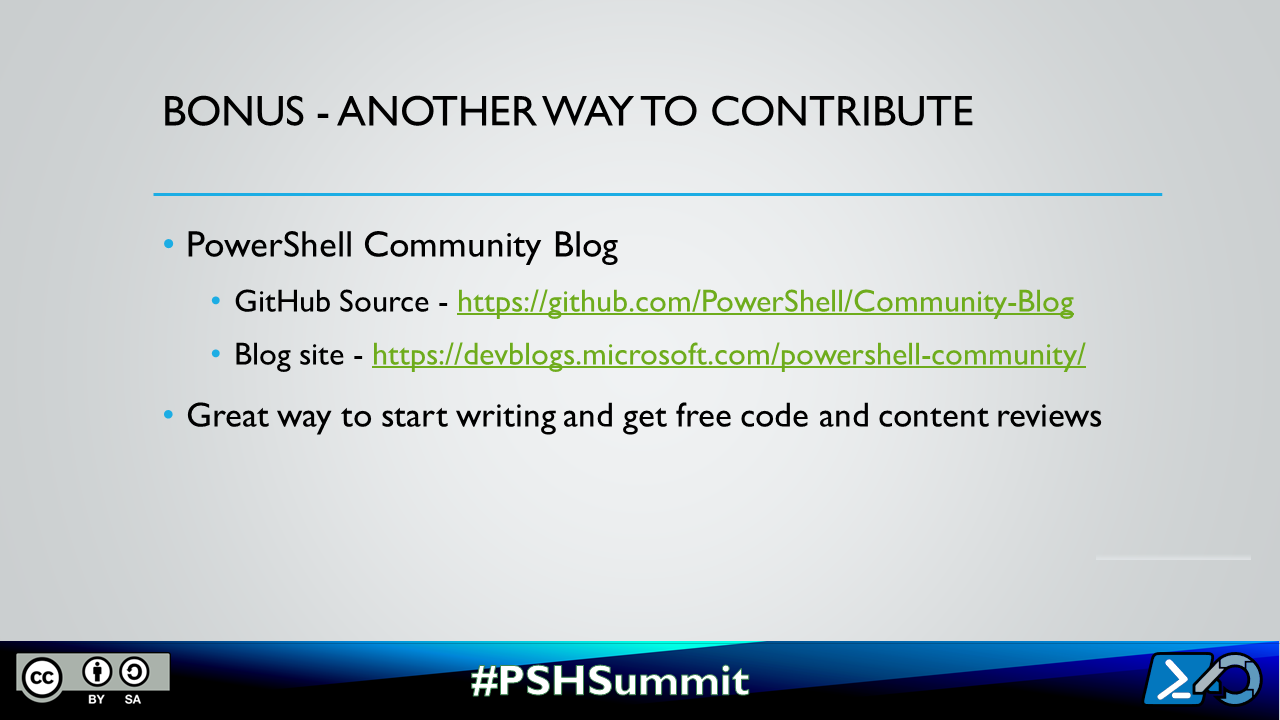 BONUS - ANOTHER WAY TO CONTRIBUTE
• PowerShell Community Blog
• GitHub Source - https://github.com/PowerShell/Community-Blog
• Blog site - https://devblogs.microsoft.com/powershell-community/
• Great way to start writing and get free code and content reviews
cc BY SA
#PSHSummit